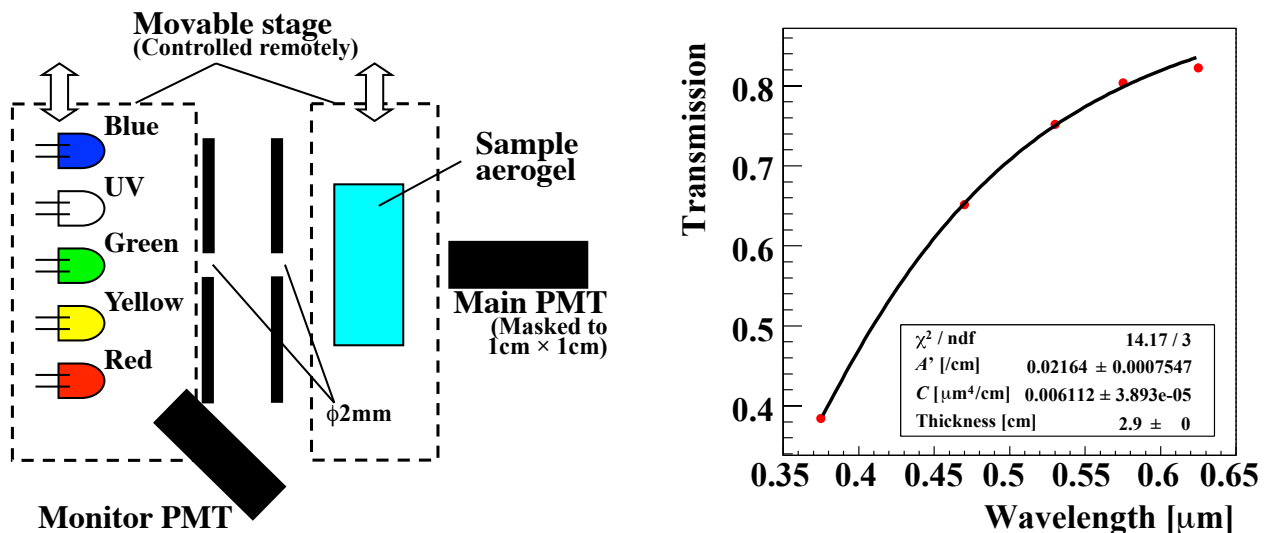 Movable stage
(Controlled remotely)
Blue
UV
Green
Yellow
Red
Sample
aerogel
Main PMT
(Masked to
1cm × 1cm)
ϕ2mm
Monitor PMT
Transmission
0.8
0.7
0.6
0.5
0.4
χ² / ndf 14.17 / 3
A’ [/cm] 0.02164 ± 0.0007547
C [μm⁴/cm] 0.006112 ± 3.893e-05
Thickness [cm] 2.9 ± 0
0.35 0.4 0.45 0.5 0.55 0.6 0.65
Wavelength [μm]